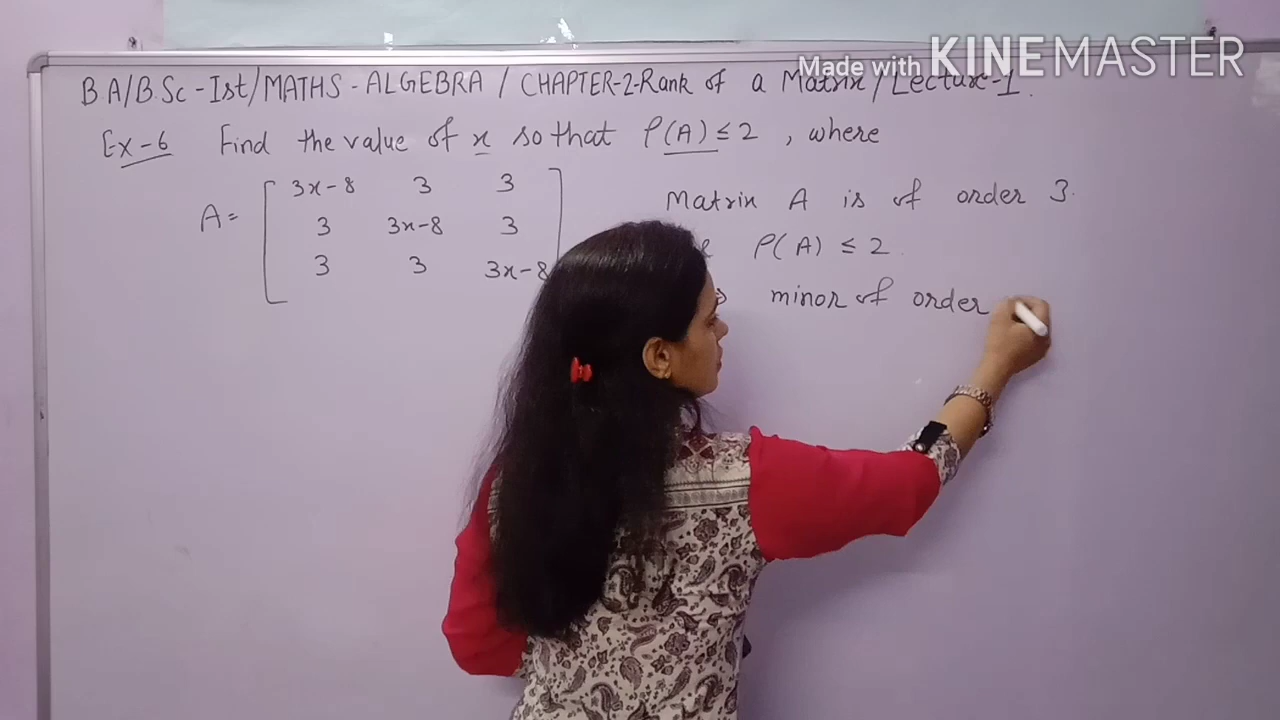 Made with KINEMASTER
B.A/B.Sc-Ist/MATHS-ALGEBRA/CHAPTER-2-Rank of a Matrix/Lecture-1.
Ex-6 Find the value of x so that ρ(A) ≤ 2, where
A = [ 3x-8 3 3
3 3x-8 3
3 3 3x-8
Matrix A is of order 3.
ρ(A) ≤ 2.
minor of order